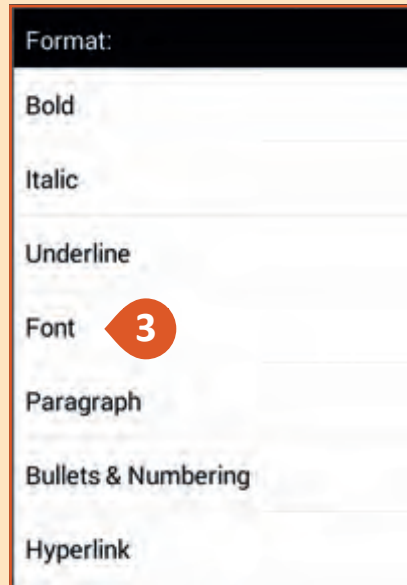 Format:
Bold
Italic
Underline
Font 3
Paragraph
Bullets & Numbering
Hyperlink